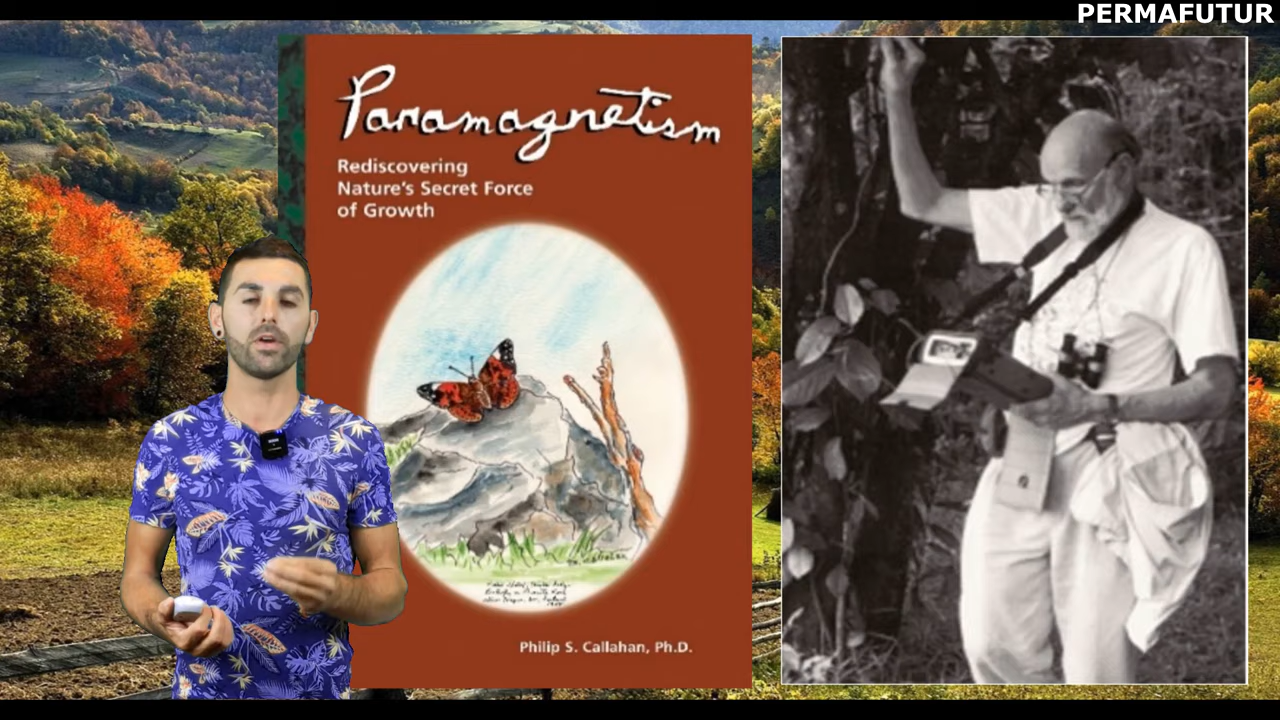 PERMAFUTUR
Paramagnetism
Rediscovering
Nature's Secret Force
of Growth
Philip S. Callahan, Ph.D.